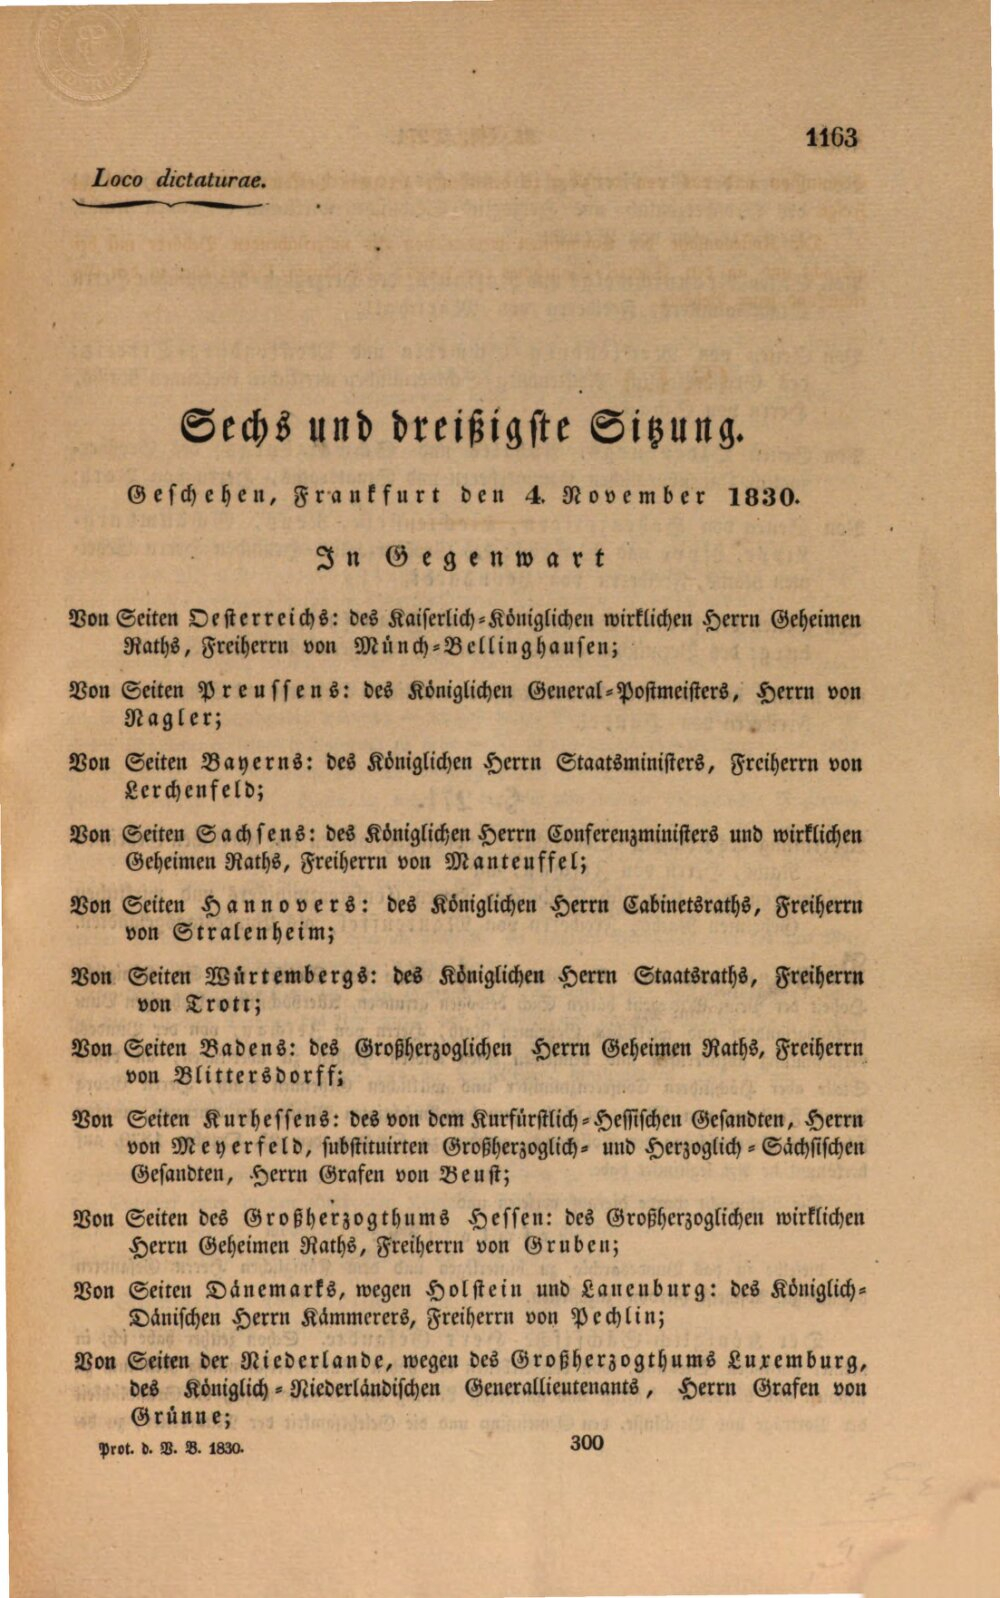 1163
Loco dictaturae.
Sechs und dreißigste Sitzung.
Geschehen, Frankfurt den 4. November 1830.
In Gegenwart
Von Seiten Oesterreichs: des Kaiserlich-Königlichen wirklichen Herrn Geheimen
Raths, Freiherrn von Münch-Bellinghausen;
Von Seiten Preussens: des Königlichen General-Postmeisters, Herrn von
Nagler;
Von Seiten Bayerns: des Königlichen Herrn Staatsministers, Freiherrn von
Lerchenfeld;
Von Seiten Sachsens: des Königlichen Herrn Conferenzministers und wirklichen
Geheimen Raths, Freiherrn von Manteuffel;
Von Seiten Hannovers: des Königlichen Herrn Cabinetsraths, Freiherrn
von Stralenheim;
Von Seiten Würtembergs: des Königlichen Herrn Staatsraths, Freiherrn
von Trott;
Von Seiten Badens: des Großherzoglichen Herrn Geheimen Raths, Freiherrn
von Blittersdorff;
Von Seiten Kurhessens: des von dem Kurfürstlich-Hessischen Gesandten, Herrn
von Meyerfeld, substituirten Großherzoglich- und Herzoglich-Sächsischen
Gesandten, Herrn Grafen von Beust;
Von Seiten des Großherzogthums Hessen: des Großherzoglichen wirklichen
Herrn Geheimen Raths, Freiherrn von Gruben;
Von Seiten Dänemarks, wegen Holstein und Lauenburg: des Königlich-
Dänischen Herrn Kämmerers, Freiherrn von Pechlin;
Von Seiten der Niederlande, wegen des Großherzogthums Luxemburg,
des Königlich-Niederländischen Generallieutenants, Herrn Grafen von
Grünne;
Prot. d. B. V. 1830.
300